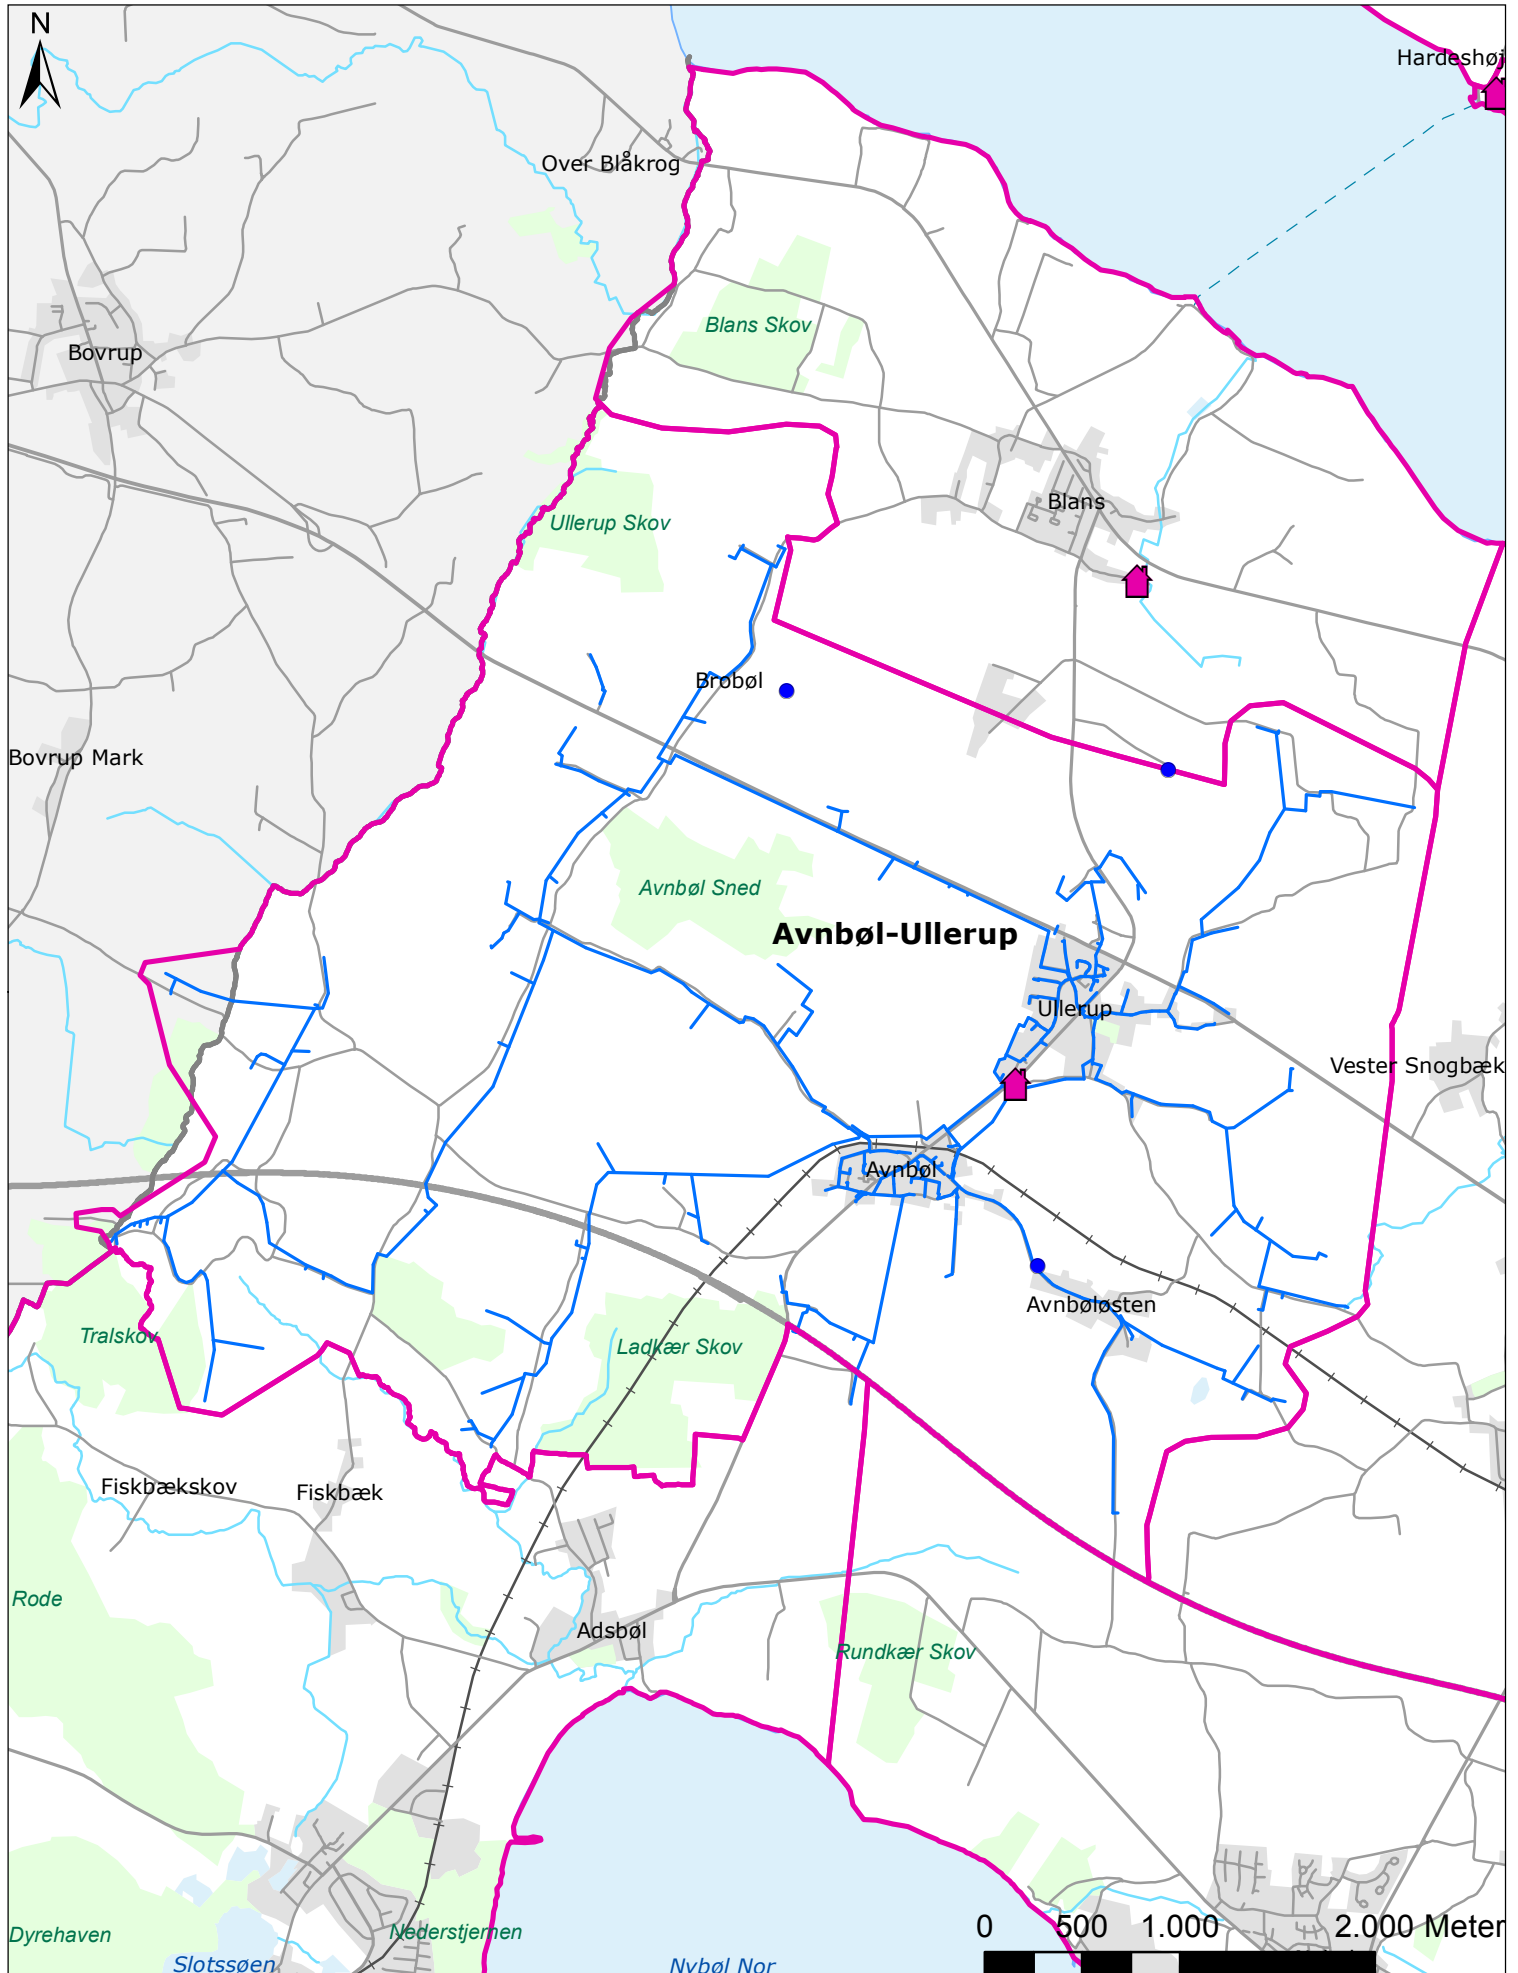 N
Hardeshøj
Over Blåkrog
Blans Skov
Bovrup
Blans
Ullerup Skov
Brobøl
Bovrup Mark
Avnbøl Sned
Avnbøl-Ullerup
Ullerup
Vester Snogbæk
Avnbøl
Avnbøløsten
Tralskov
Ladkær Skov
Fiskbækskov
Fiskbæk
Rode
Adsbøl
Rundkær Skov
0 500 1.000 2.000 Meter
Dyrehaven
Nederstjernen
Slotssøen
Nybøl Nor